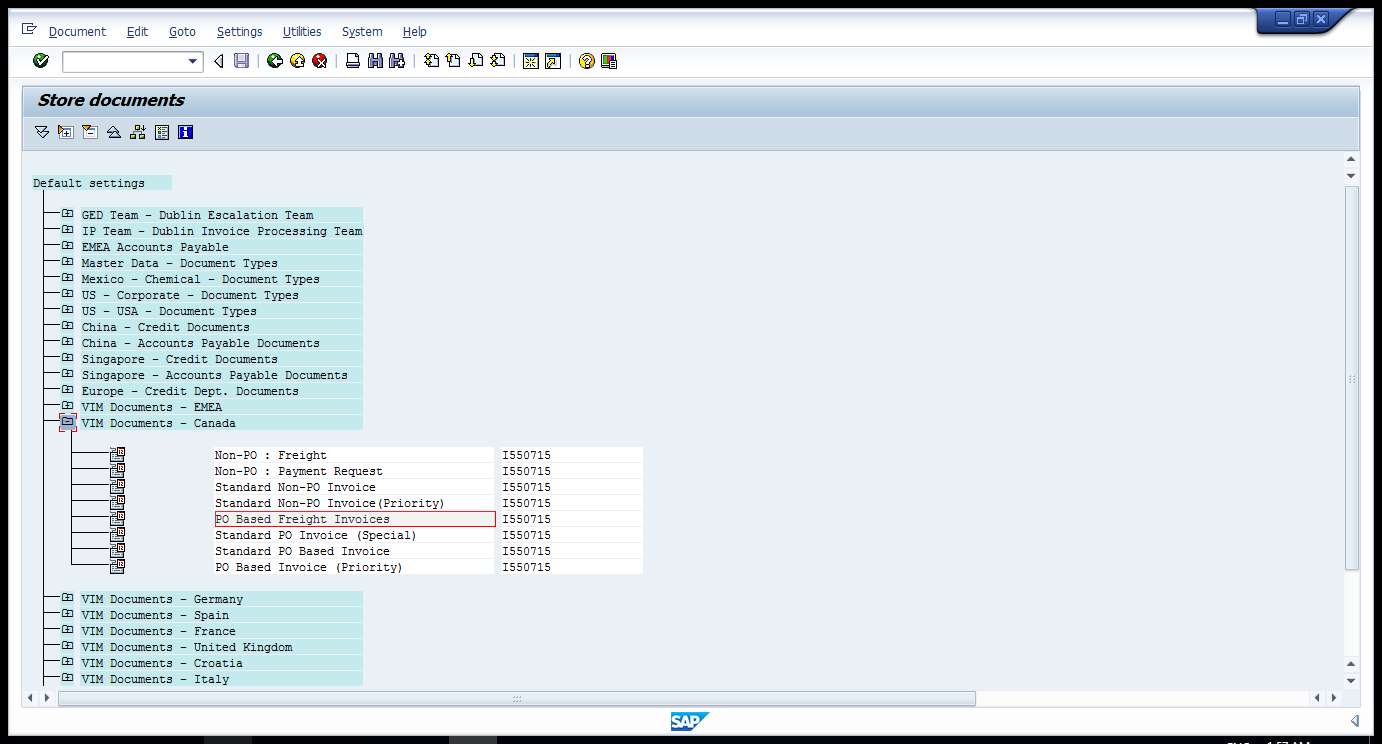 Document Edit Goto Settings Utilities System Help
Store documents
Default settings
GED Team - Dublin Escalation Team
IP Team - Dublin Invoice Processing Team
EMEA Accounts Payable
Master Data - Document Types
Mexico - Chemical - Document Types
US - Corporate - Document Types
US - USA - Document Types
China - Credit Documents
China - Accounts Payable Documents
Singapore - Credit Documents
Singapore - Accounts Payable Documents
Europe - Credit Dept. Documents
VIM Documents - EMEA
VIM Documents - Canada
Non-PO : Freight I550715
Non-PO : Payment Request I550715
Standard Non-PO Invoice I550715
Standard Non-PO Invoice(Priority) I550715
PO Based Freight Invoices I550715
Standard PO Invoice (Special) I550715
Standard PO Based Invoice I550715
PO Based Invoice (Priority) I550715
VIM Documents - Germany
VIM Documents - Spain
VIM Documents - France
VIM Documents - United Kingdom
VIM Documents - Croatia
VIM Documents - Italy
SAP